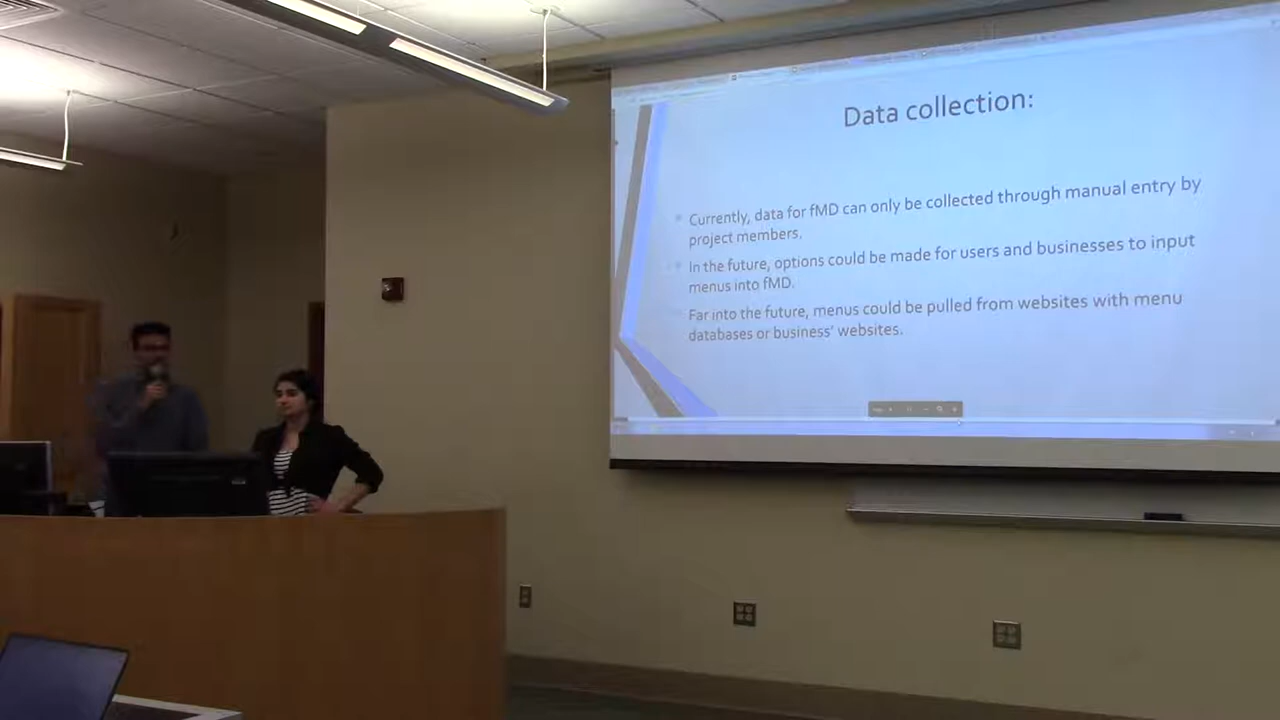 Data collection:
Currently, data for fMD can only be collected through manual entry by
project members.
In the future, options could be made for users and businesses to input
menus into fMD.
Far into the future, menus could be pulled from websites with menu
databases or business' websites.